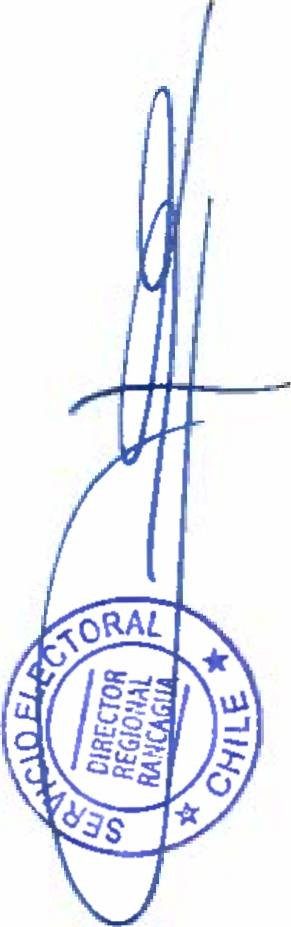 SERVICIO ELECTORAL
CHILE
DIRECTOR
REGIONAL
RANCAGUA